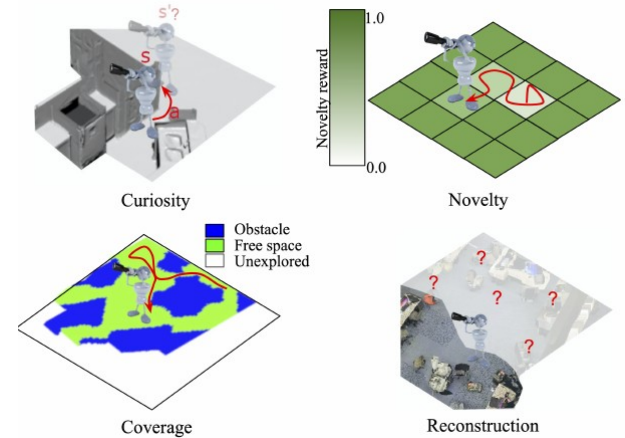 s'?
s
a
Curiosity
Novelty reward
1.0
0.0
Novelty
Obstacle
Free space
Unexplored
Coverage
?
?
?
?
?
?
Reconstruction